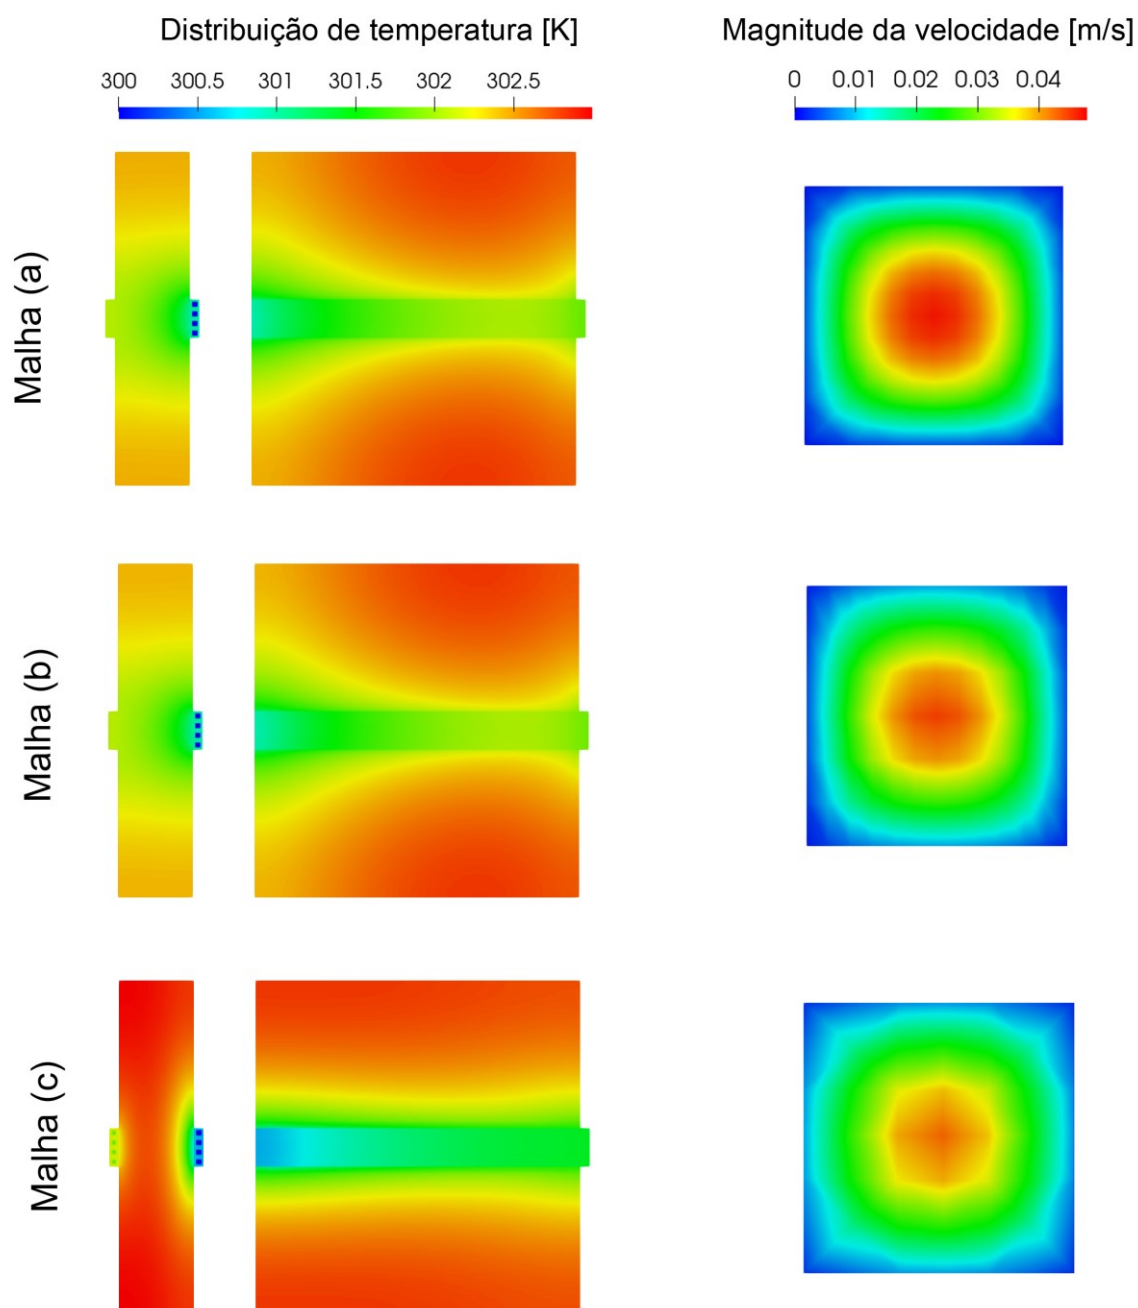 Distribuição de temperatura [K]
Magnitude da velocidade [m/s]
300 300.5 301 301.5 302 302.5
0 0.01 0.02 0.03 0.04
Malha (a)
Malha (b)
Malha (c)